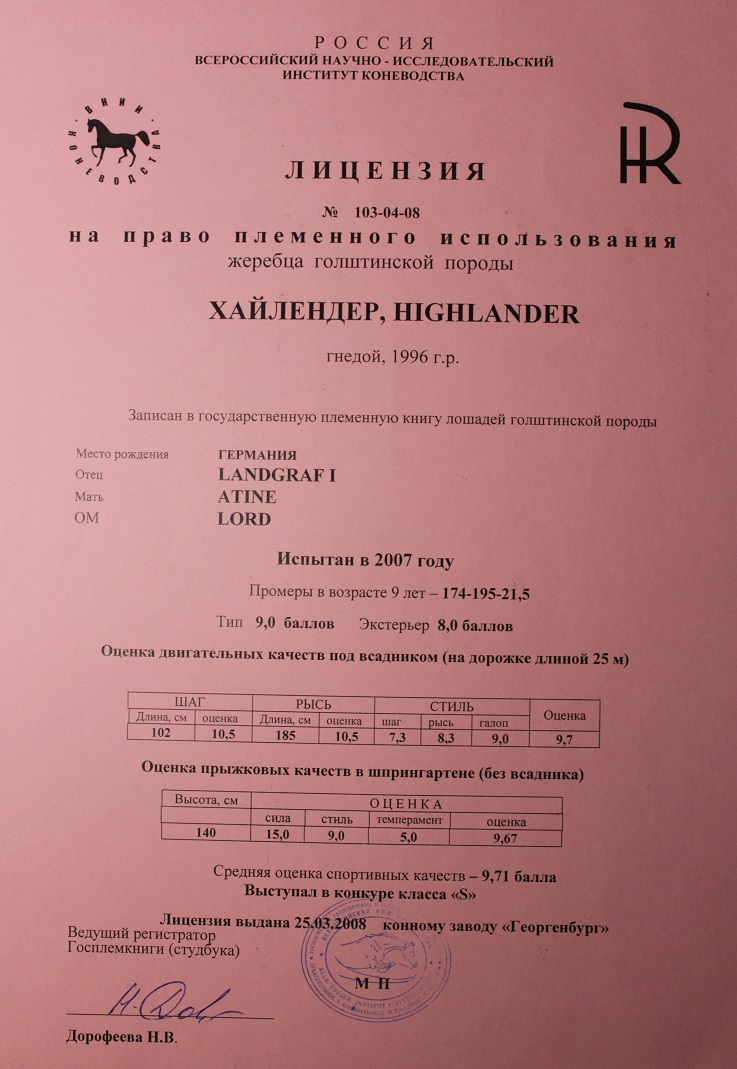 РОССИЯ
ВСЕРОССИЙСКИЙ НАУЧНО - ИССЛЕДОВАТЕЛЬСКИЙ
ИНСТИТУТ КОНЕВОДСТВА
· ВНИИ · КОНЕВОДСТВА
HR
ЛИЦЕНЗИЯ
№ 103-04-08
на право племенного использования
жеребца голштинской породы
ХАЙЛЕНДЕР, HIGHLANDER
гнедой, 1996 г.р.
Записан в государственную племенную книгу лошадей голштинской породы
Место рождения ГЕРМАНИЯ
Отец LANDGRAF I
Мать ATINE
ОМ LORD
Испытан в 2007 году
Промеры в возрасте 9 лет – 174-195-21,5
Тип 9,0 баллов Экстерьер 8,0 баллов
Оценка двигательных качеств под всадником (на дорожке длиной 25 м)
ШАГ РЫСЬ СТИЛЬ Оценка
Длина, см оценка Длина, см оценка шаг рысь галоп
102 10,5 185 10,5 7,3 8,3 9,0 9,7
Оценка прыжковых качеств в шпрингартене (без всадника)
Высота, см ОЦЕНКА
сила стиль темперамент оценка
140 15,0 9,0 5,0 9,67
Средняя оценка спортивных качеств – 9,71 балла
Выступал в конкуре класса «S»
Лицензия выдана 25.03.2008 конному заводу «Георгенбург»
Ведущий регистратор
Госплемкниги (студбука)
М П
Дорофеева Н.В.